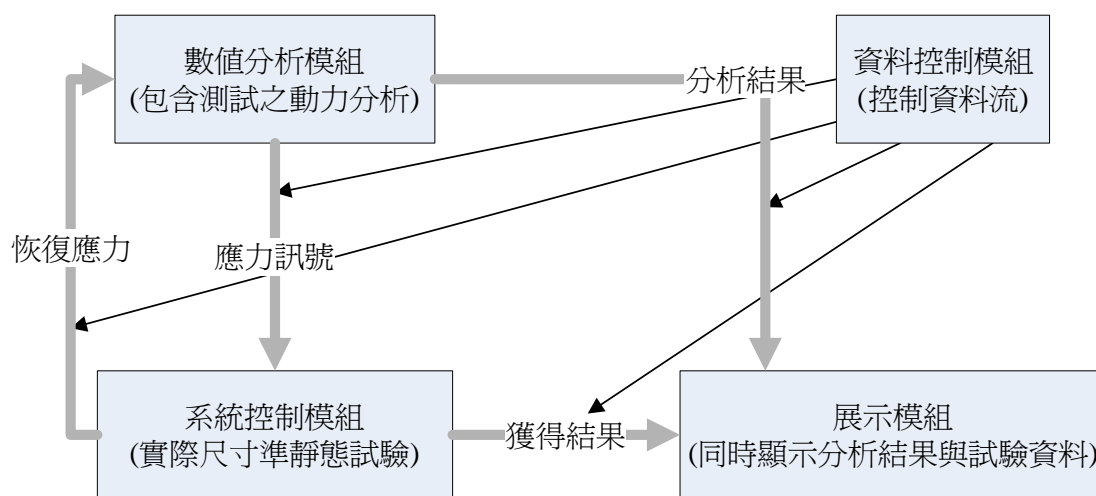 數值分析模組
(包含測試之動力分析)
分析結果
資料控制模組
(控制資料流)
恢復應力
應力訊號
系統控制模組
(實際尺寸準靜態試驗)
獲得結果
展示模組
(同時顯示分析結果與試驗資料)